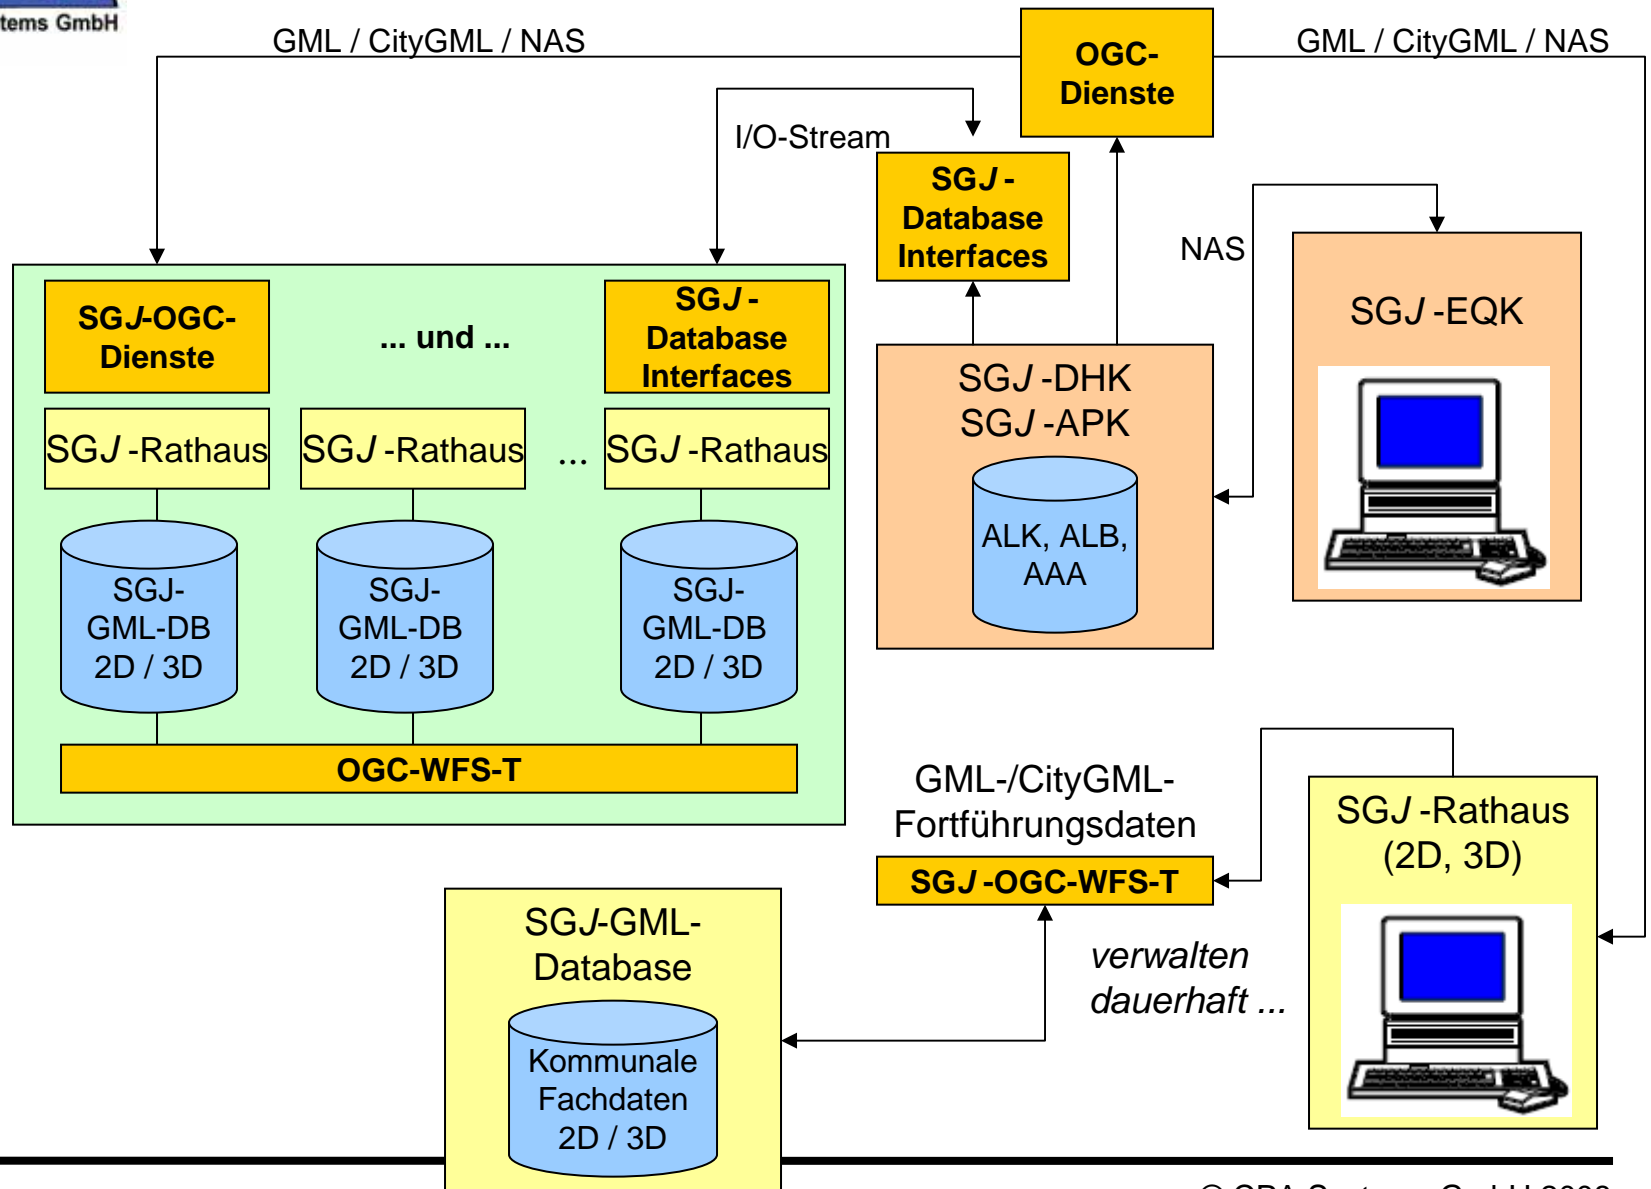 tems GmbH
GML / CityGML / NAS
OGC-
Dienste
GML / CityGML / NAS
I/O-Stream
SGJ -
Database
Interfaces
NAS
SGJ-OGC-
Dienste
... und ...
SGJ -
Database
Interfaces
SGJ -EQK
SGJ -DHK
SGJ -APK
SGJ -Rathaus
SGJ -Rathaus
...
SGJ -Rathaus
ALK, ALB,
AAA
SGJ-
GML-DB
2D / 3D
SGJ-
GML-DB
2D / 3D
SGJ-
GML-DB
2D / 3D
OGC-WFS-T
GML-/CityGML-
Fortführungsdaten
SGJ -OGC-WFS-T
SGJ -Rathaus
(2D, 3D)
SGJ-GML-
Database
verwalten
dauerhaft ...
Kommunale
Fachdaten
2D / 3D